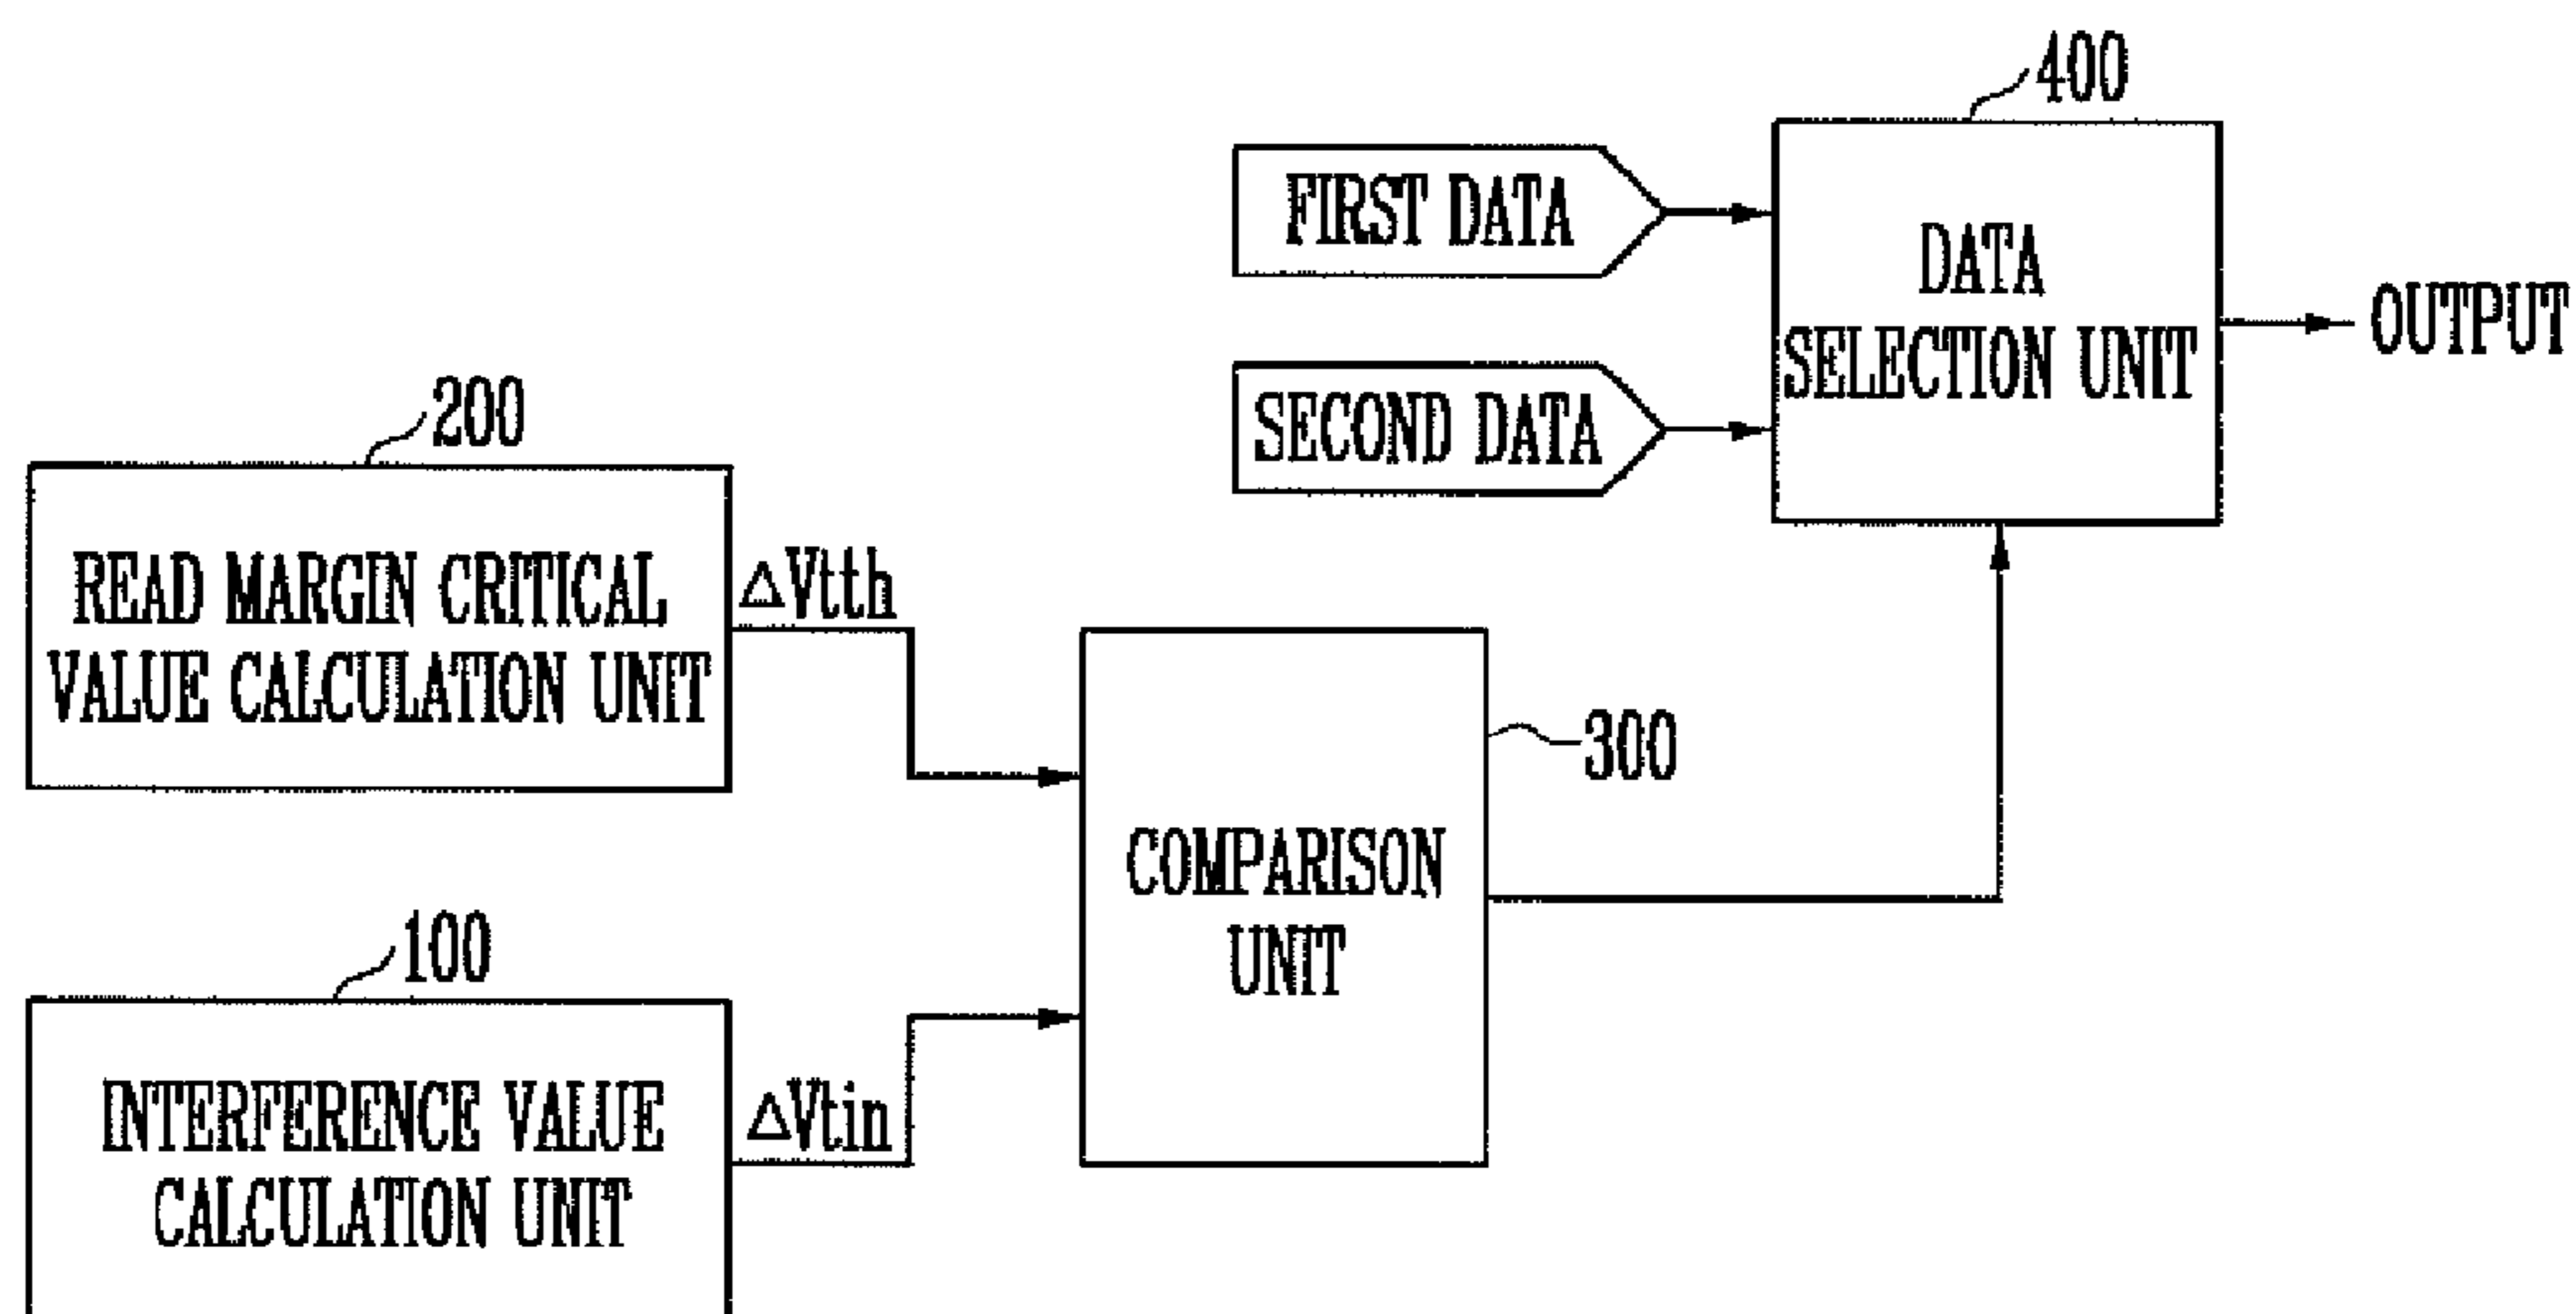 400
FIRST DATA
DATA
SELECTION UNIT
OUTPUT
SECOND DATA
200
READ MARGIN CRITICAL
VALUE CALCULATION UNIT
ΔVtth
300
COMPARISON
UNIT
100
INTERFERENCE VALUE
CALCULATION UNIT
ΔVtin